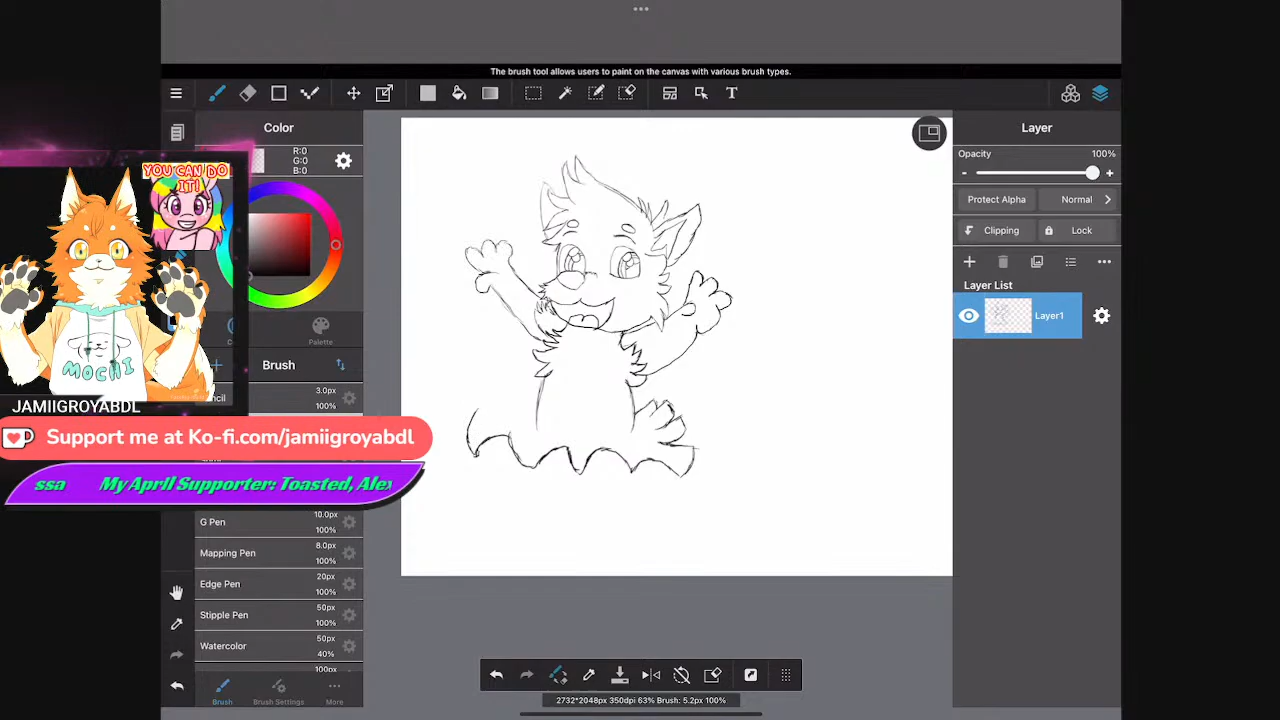 The brush tool allows users to paint on the canvas with various brush types.
T
Color
R:0
G:0
B:0
YOU CAN DO
IT!
MOCHI
JAMIIGROYABDL
Palette
Brush
3.0px
100%
Support me at Ko-fi.com/jamiigroyabdl
ssa My April Supporter: Toasted, Alex
G Pen
10.0px
100%
Mapping Pen
8.0px
100%
Edge Pen
20px
100%
Stipple Pen
50px
100%
Watercolor
50px
40%
100px
Brush
Brush Settings
More
2732*2048px 350dpi 63% Brush: 5.2px 100%
Layer
Opacity
100%
- +
Protect Alpha
Normal
Clipping
Lock
Layer List
Layer1